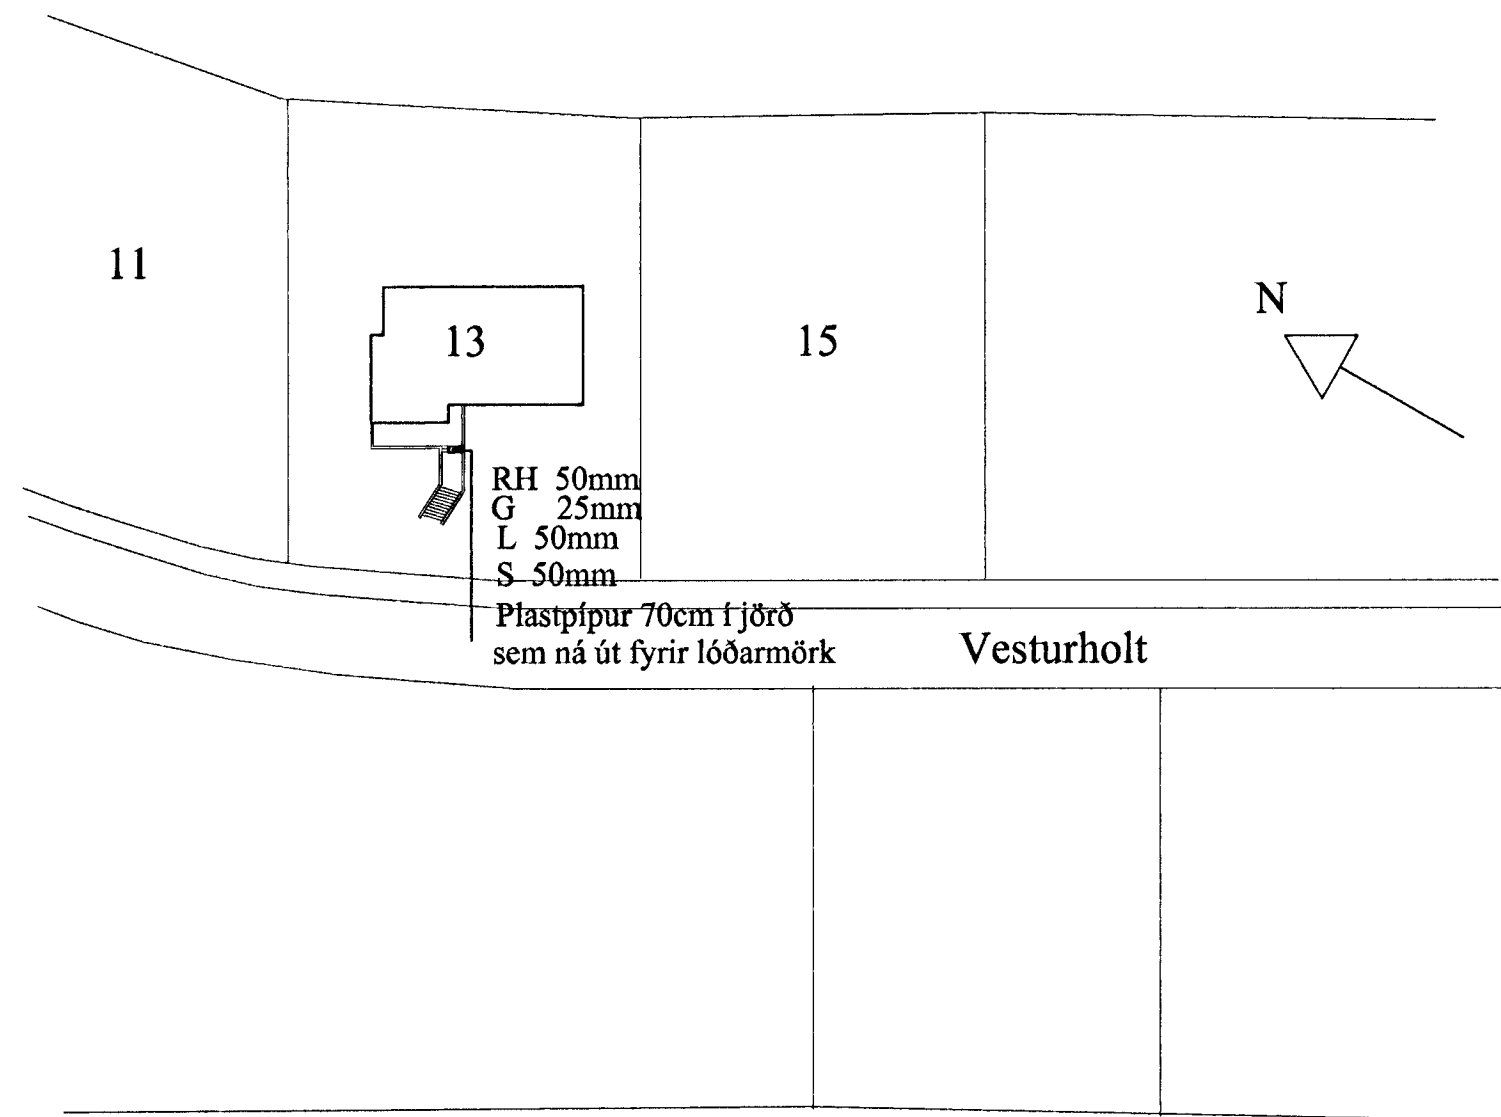 11
13
15
N
RH 50mm
G 25mm
L 50mm
S 50mm
Plastpípur 70cm í jörð
sem ná út fyrir lóðarmörk
Vesturholt